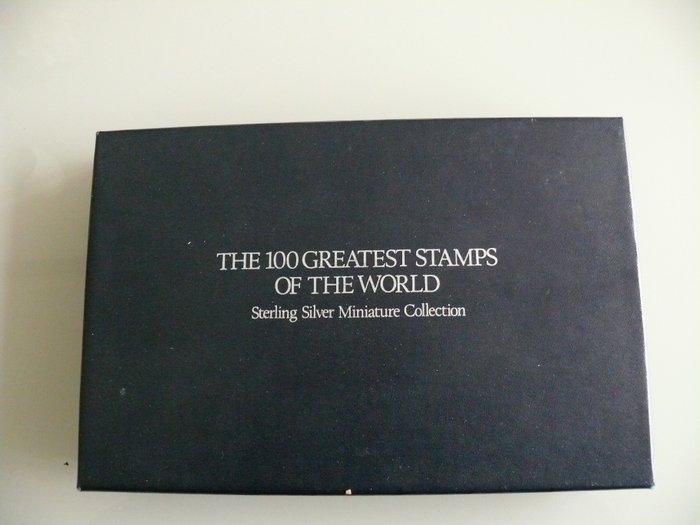 THE 100 GREATEST STAMPS
OF THE WORLD
Sterling Silver Miniature Collection